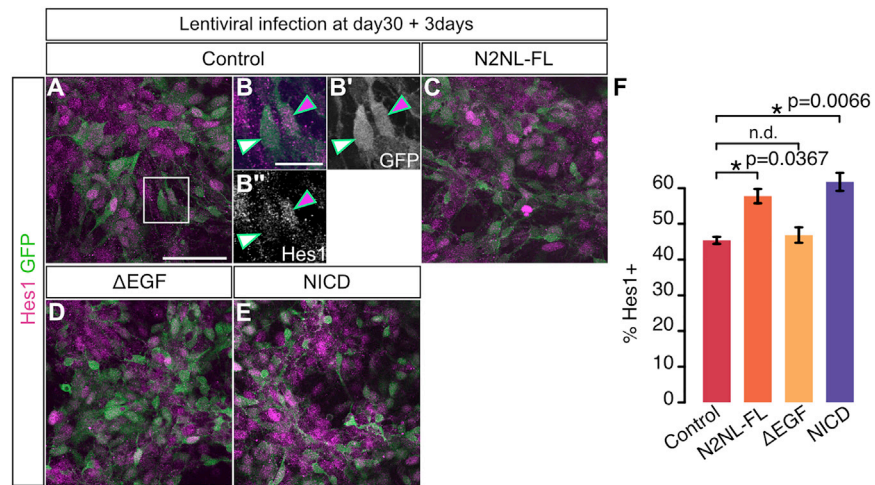 Lentiviral infection at day30 + 3days
Control
N2NL-FL
Hes1 GFP
A
B
B'
GFP
B"
Hes1
C
ΔEGF
NICD
D
E
F
* p=0.0066
n.d.
* p=0.0367
% Hes1+
60
50
40
30
20
10
0
Control
N2NL-FL
ΔEGF
NICD